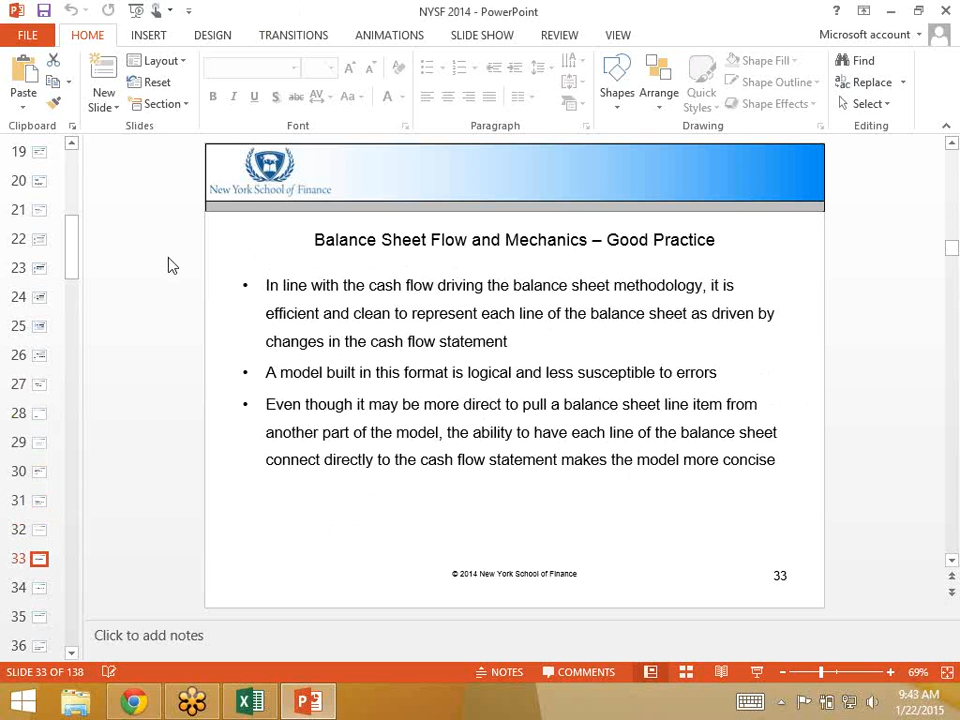 NYSF 2014 - PowerPoint
FILE HOME INSERT DESIGN TRANSITIONS ANIMATIONS SLIDE SHOW REVIEW VIEW Microsoft account
Paste
New
Slide
Layout
Reset
Section
B I U S abc AV Aa A
A A
Shapes
Arrange
Quick
Styles
Shape Fill
Shape Outline
Shape Effects
Find
Replace
Select
Clipboard Slides Font Paragraph Drawing Editing
19
20
21
22
23
24
25
26
27
28
29
30
31
32
33
34
35
36
New York School of Finance
Balance Sheet Flow and Mechanics – Good Practice
• In line with the cash flow driving the balance sheet methodology, it is
efficient and clean to represent each line of the balance sheet as driven by
changes in the cash flow statement
• A model built in this format is logical and less susceptible to errors
• Even though it may be more direct to pull a balance sheet line item from
another part of the model, the ability to have each line of the balance sheet
connect directly to the cash flow statement makes the model more concise
© 2014 New York School of Finance
33
Click to add notes
SLIDE 33 OF 138 NOTES COMMENTS 69%
9:43 AM
1/22/2015